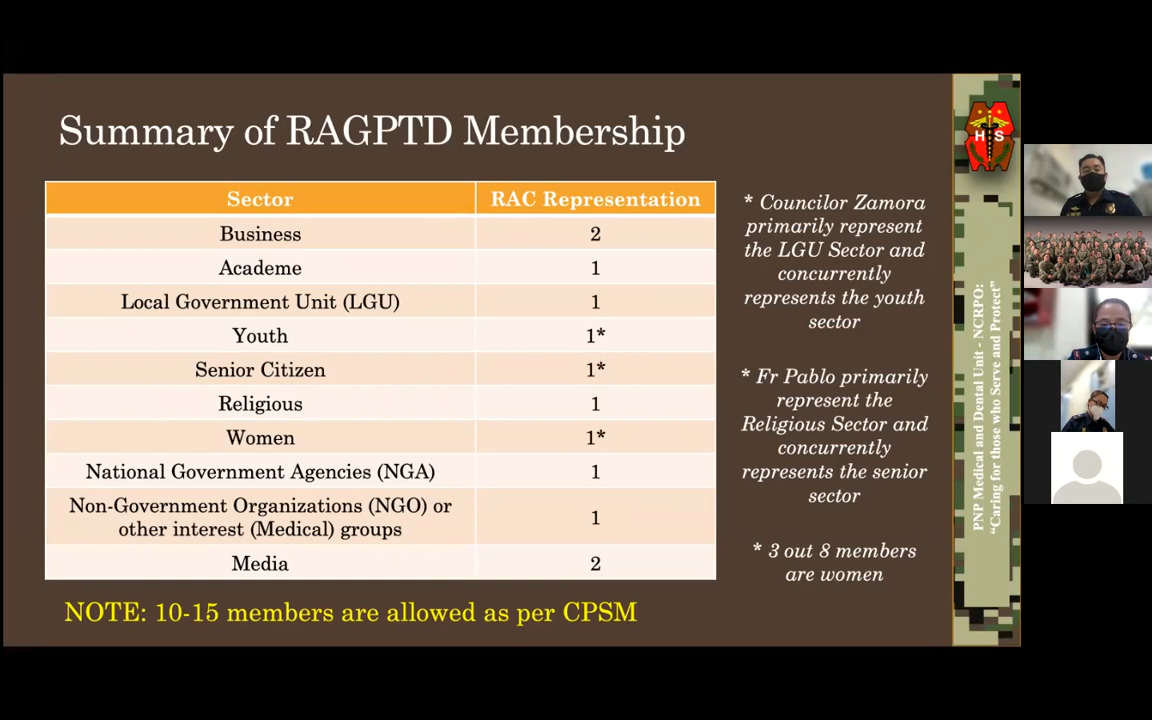 Summary of RAGPTD Membership
Sector RAC Representation
Business 2
Academe 1
Local Government Unit (LGU) 1
Youth 1*
Senior Citizen 1*
Religious 1
Women 1*
National Government Agencies (NGA) 1
Non-Government Organizations (NGO) or
other interest (Medical) groups 1
Media 2
NOTE: 10-15 members are allowed as per CPSM
* Councilor Zamora
primarily represent
the LGU Sector and
concurrently
represents the youth
sector
* Fr Pablo primarily
represent the
Religious Sector and
concurrently
represents the senior
sector
* 3 out 8 members
are women
H S
PNP Medical and Dental Unit - NCRPO:
“Caring for those who Serve and Protect”